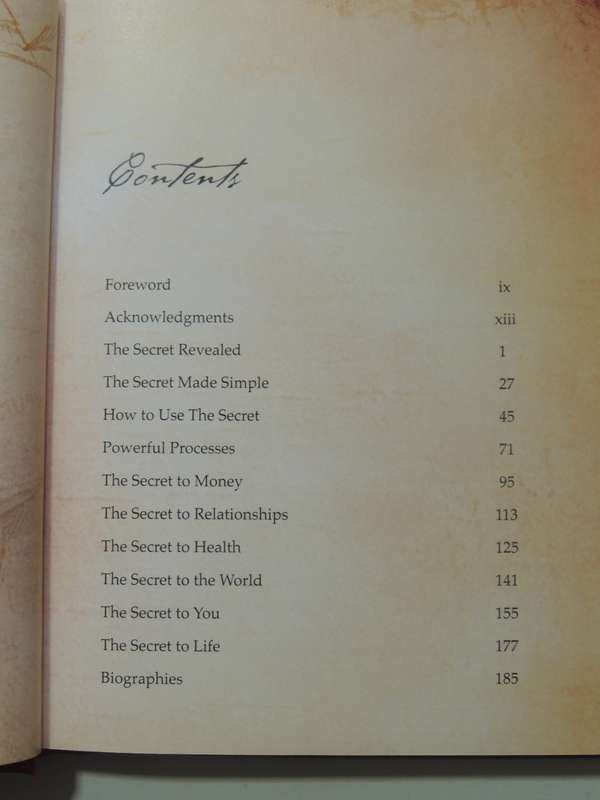 Contents
Foreword ix
Acknowledgments xiii
The Secret Revealed 1
The Secret Made Simple 27
How to Use The Secret 45
Powerful Processes 71
The Secret to Money 95
The Secret to Relationships 113
The Secret to Health 125
The Secret to the World 141
The Secret to You 155
The Secret to Life 177
Biographies 185